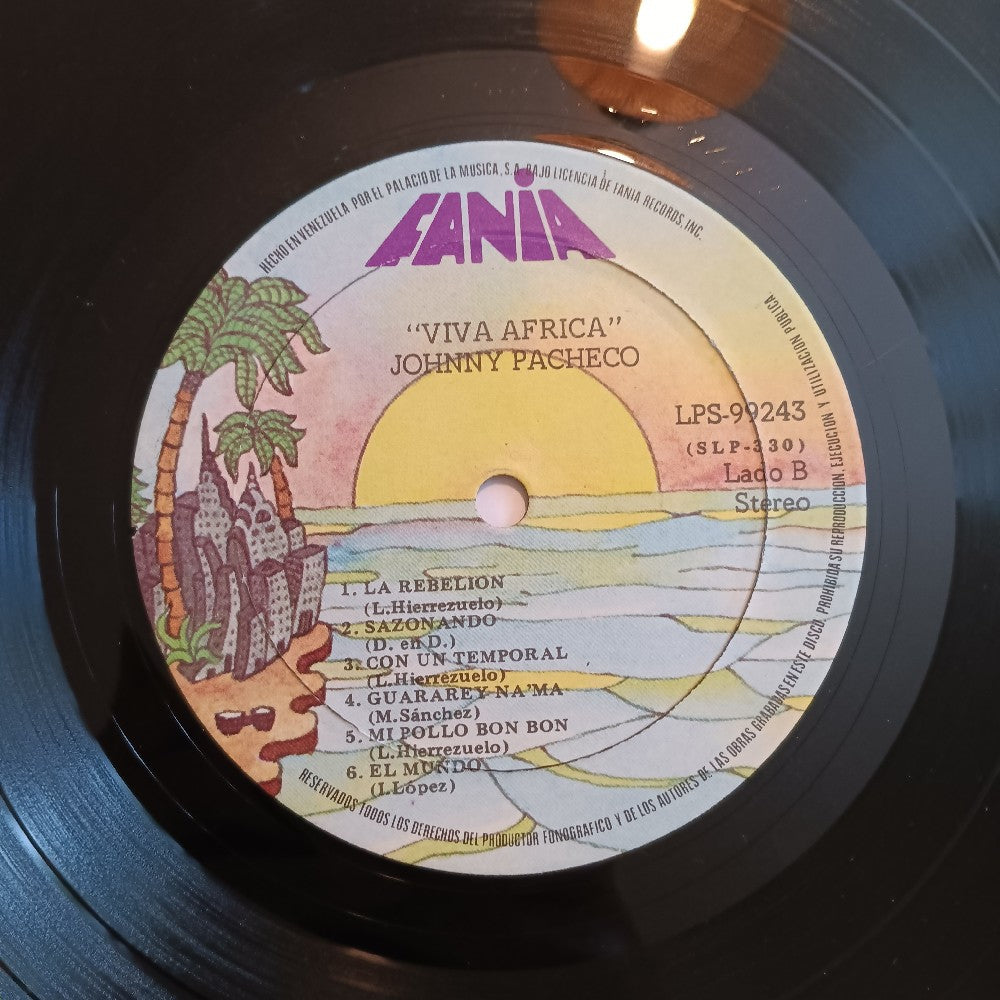 HECHO EN VENEZUELA POR EL PALACIO DE LA MUSICA, S.A. BAJO LICENCIA DE FANIA RECORDS, INC.
FANIA
"VIVA AFRICA"
JOHNNY PACHECO
LPS-99243
(SLP-330)
Lado B
Stereo
1. LA REBELION
(L.Hierrezuelo)
2. SAZONANDO
(D. en D.)
3. CON UN TEMPORAL
(L.Hierrezuelo)
4. GUARAREY NA'MA
(M.Sánchez)
5. MI POLLO BON BON
(L.Hierrezuelo)
6. EL MUNDO
(I.López)
RESERVADOS TODOS LOS DERECHOS DEL PRODUCTOR FONOGRAFICO Y DE LOS AUTORES DE LAS OBRAS GRABADAS EN ESTE DISCO. PROHIBIDA SU REPRODUCCION, EJECUCION Y UTILIZACION PUBLICA.